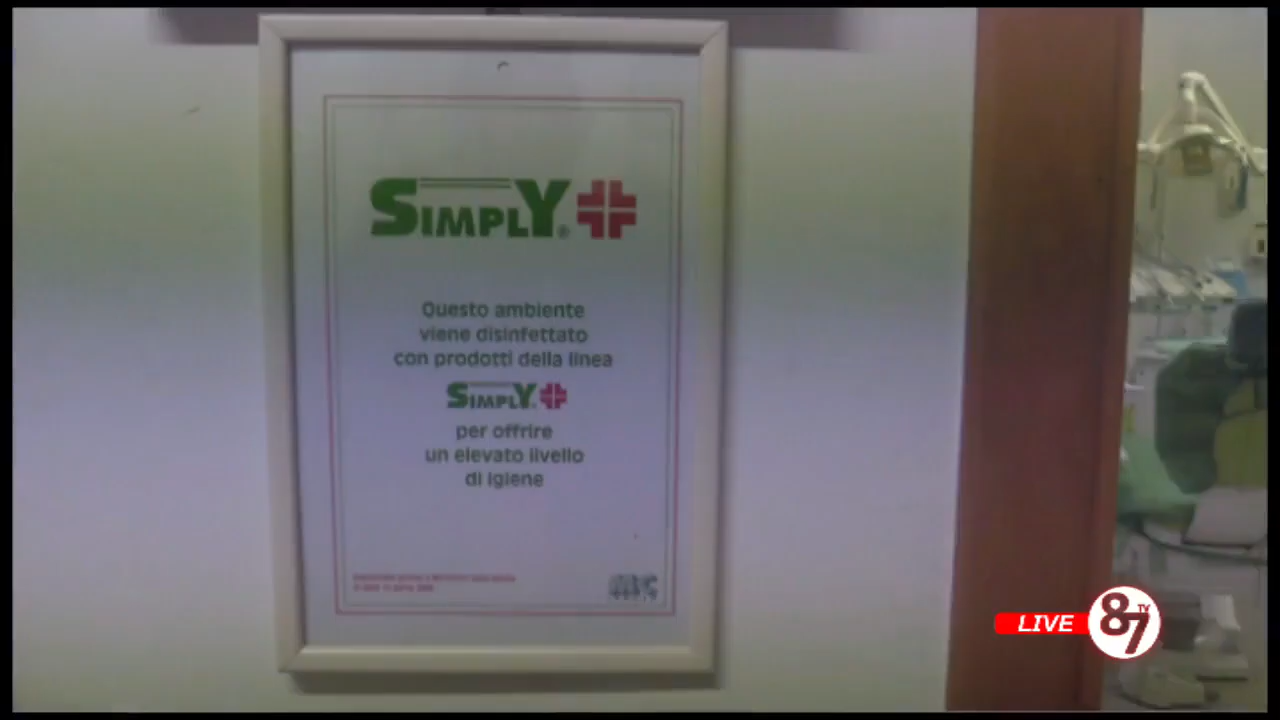 SIMPLY®
Questo ambiente
viene disinfettato
con prodotti della linea
SIMPLY®
per offrire
un elevato livello
di igiene
LIVE
87
TV